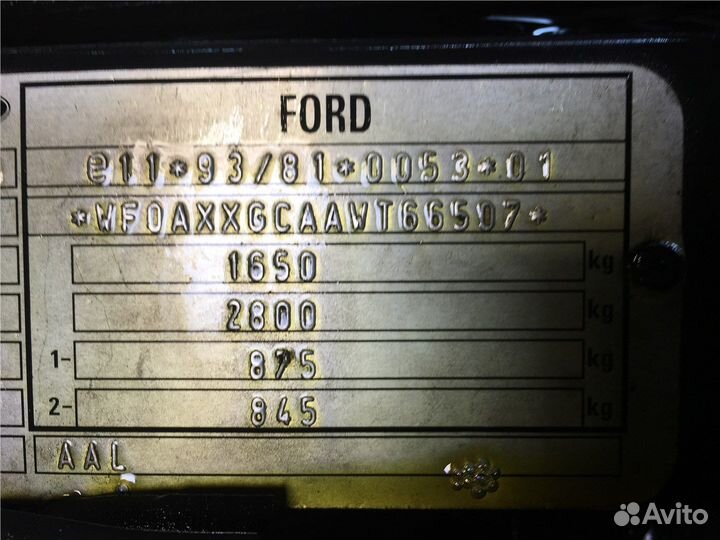 FORD
e11*93/81*0053*01
*WF0AXXGCAAWT66507*
1650 kg
2800 kg
1- 875 kg
2- 845 kg
AAL
Avito